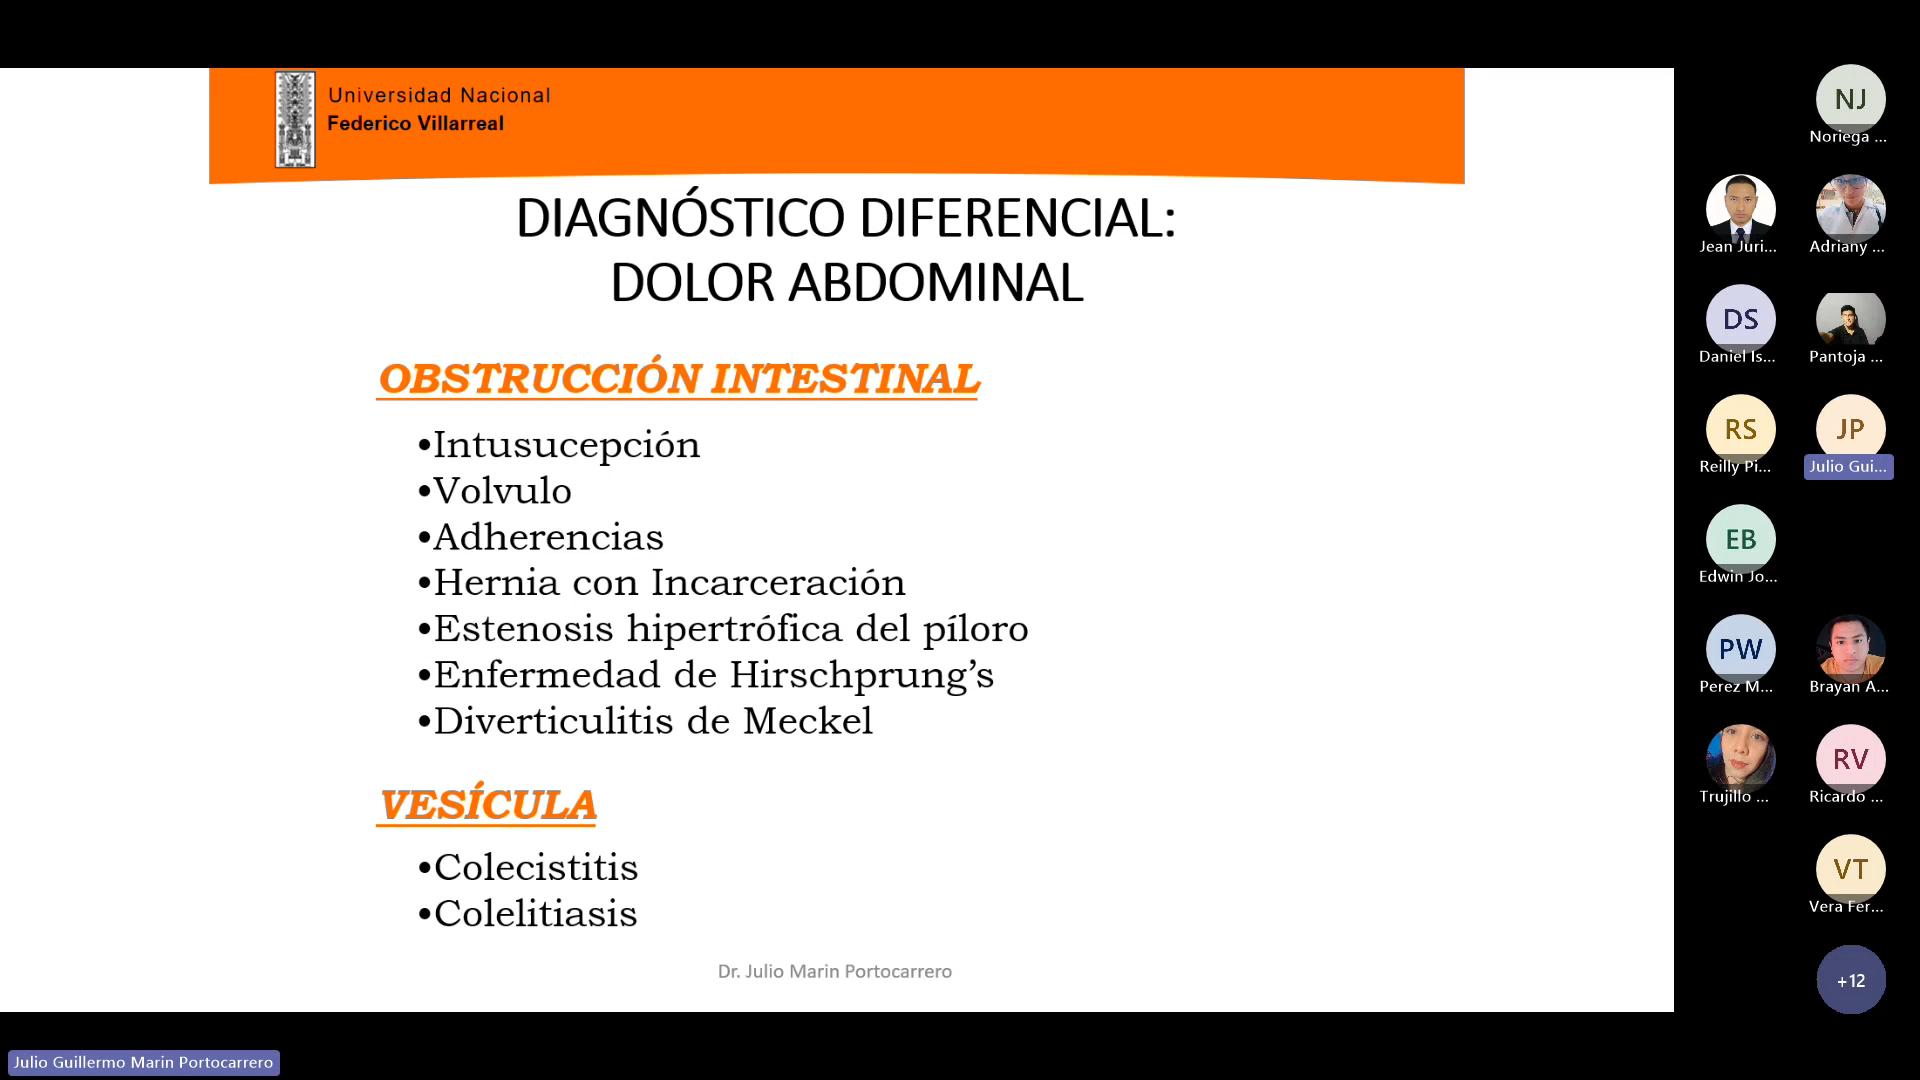 Universidad Nacional
Federico Villarreal
DIAGNÓSTICO DIFERENCIAL:
DOLOR ABDOMINAL
OBSTRUCCIÓN INTESTINAL
•Intusucepción
•Volvulo
•Adherencias
•Hernia con Incarceración
•Estenosis hipertrófica del píloro
•Enfermedad de Hirschprung’s
•Diverticulitis de Meckel
VESÍCULA
•Colecistitis
•Colelitiasis
Dr. Julio Marin Portocarrero
Julio Guillermo Marin Portocarrero
NJ
Noriega ...
Jean Juri...
Adriany ...
DS
Daniel Is...
Pantoja ...
RS
Reilly Pi...
JP
Julio Gui...
EB
Edwin Jo...
PW
Perez M...
Brayan A...
Trujillo ...
RV
Ricardo ...
VT
Vera Fer...
+12